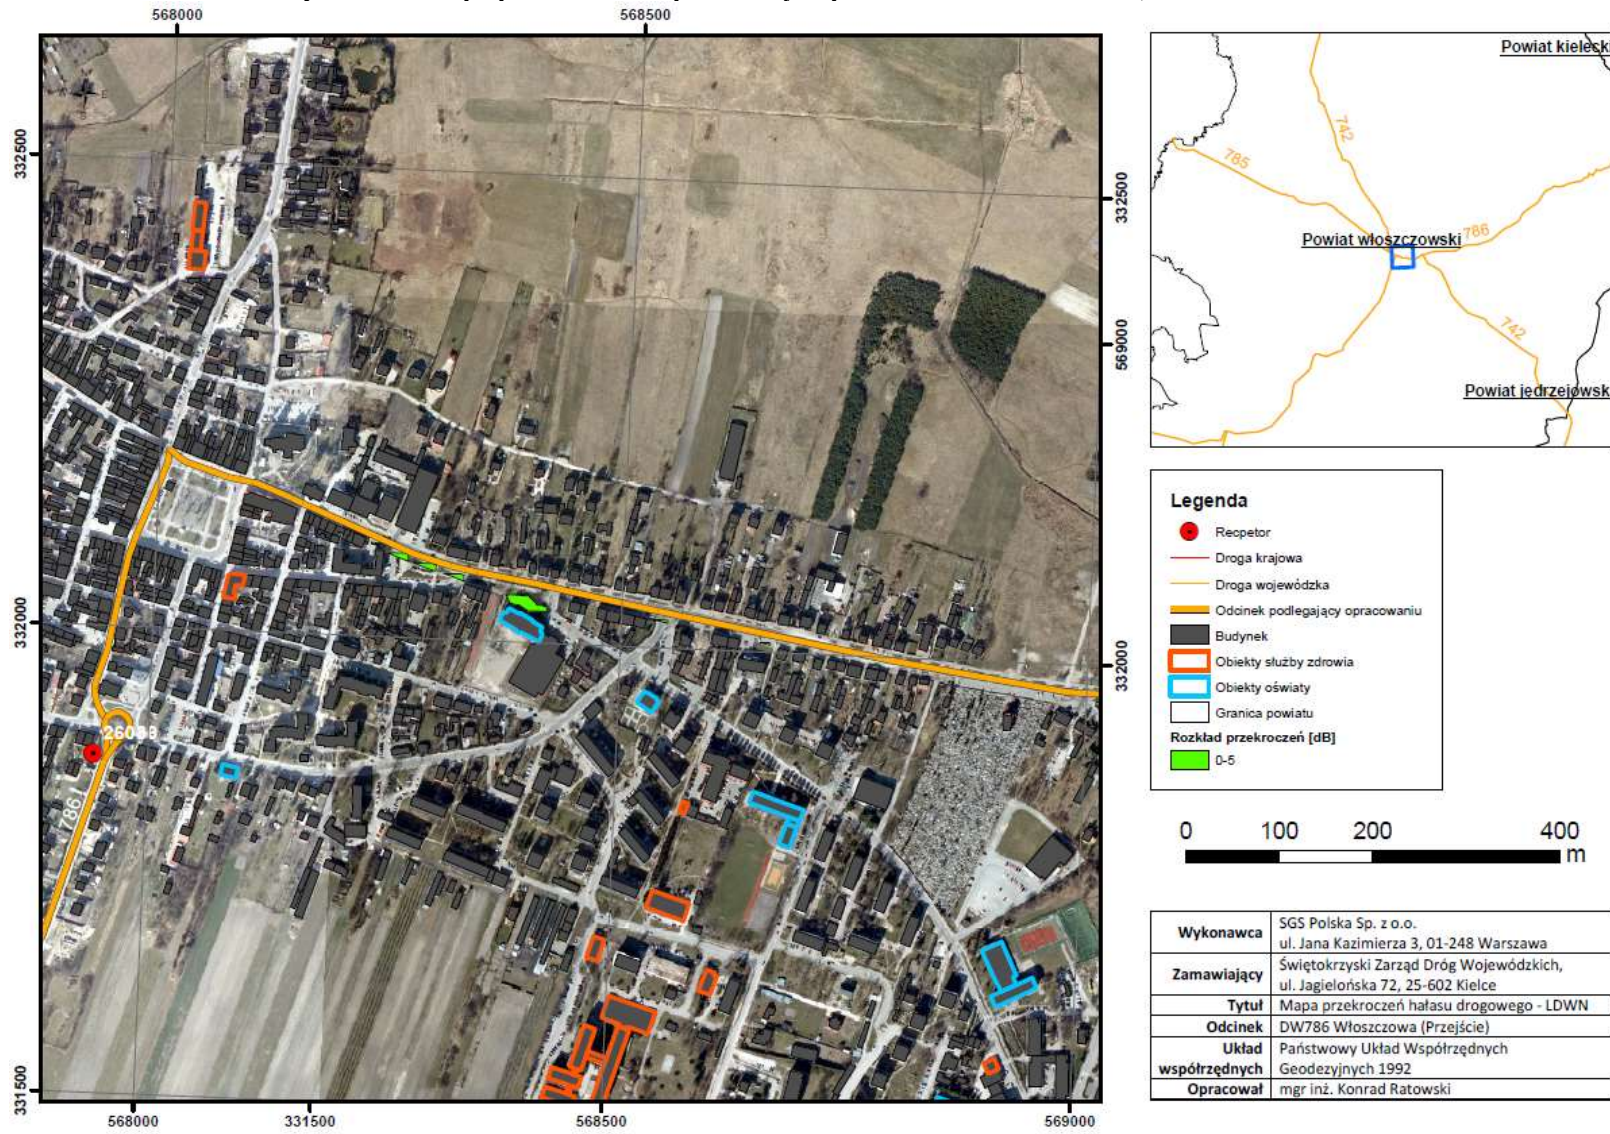 568000
568500
332500
332000
331500
332500
569000
332000
568000
331500
568500
569000
26038
786
Powiat kielecki
742
785
Powiat włoszczowski
786
742
Powiat jędrzejowsk
Legenda
Recpetor
Droga krajowa
Droga wojewódzka
Odcinek podlegający opracowaniu
Budynek
Obiekty służby zdrowia
Obiekty oświaty
Granica powiatu
Rozkład przekroczeń [dB]
0-5
0 100 200 400
m
Wykonawca
SGS Polska Sp. z o.o.
ul. Jana Kazimierza 3, 01-248 Warszawa
Zamawiający
Świętokrzyski Zarząd Dróg Wojewódzkich,
ul. Jagielońska 72, 25-602 Kielce
Tytuł Mapa przekroczeń hałasu drogowego - LDWN
Odcinek DW786 Włoszczowa (Przejście)
Układ współrzędnych
Państwowy Układ Współrzędnych
Geodezyjnych 1992
Opracował mgr inż. Konrad Ratowski